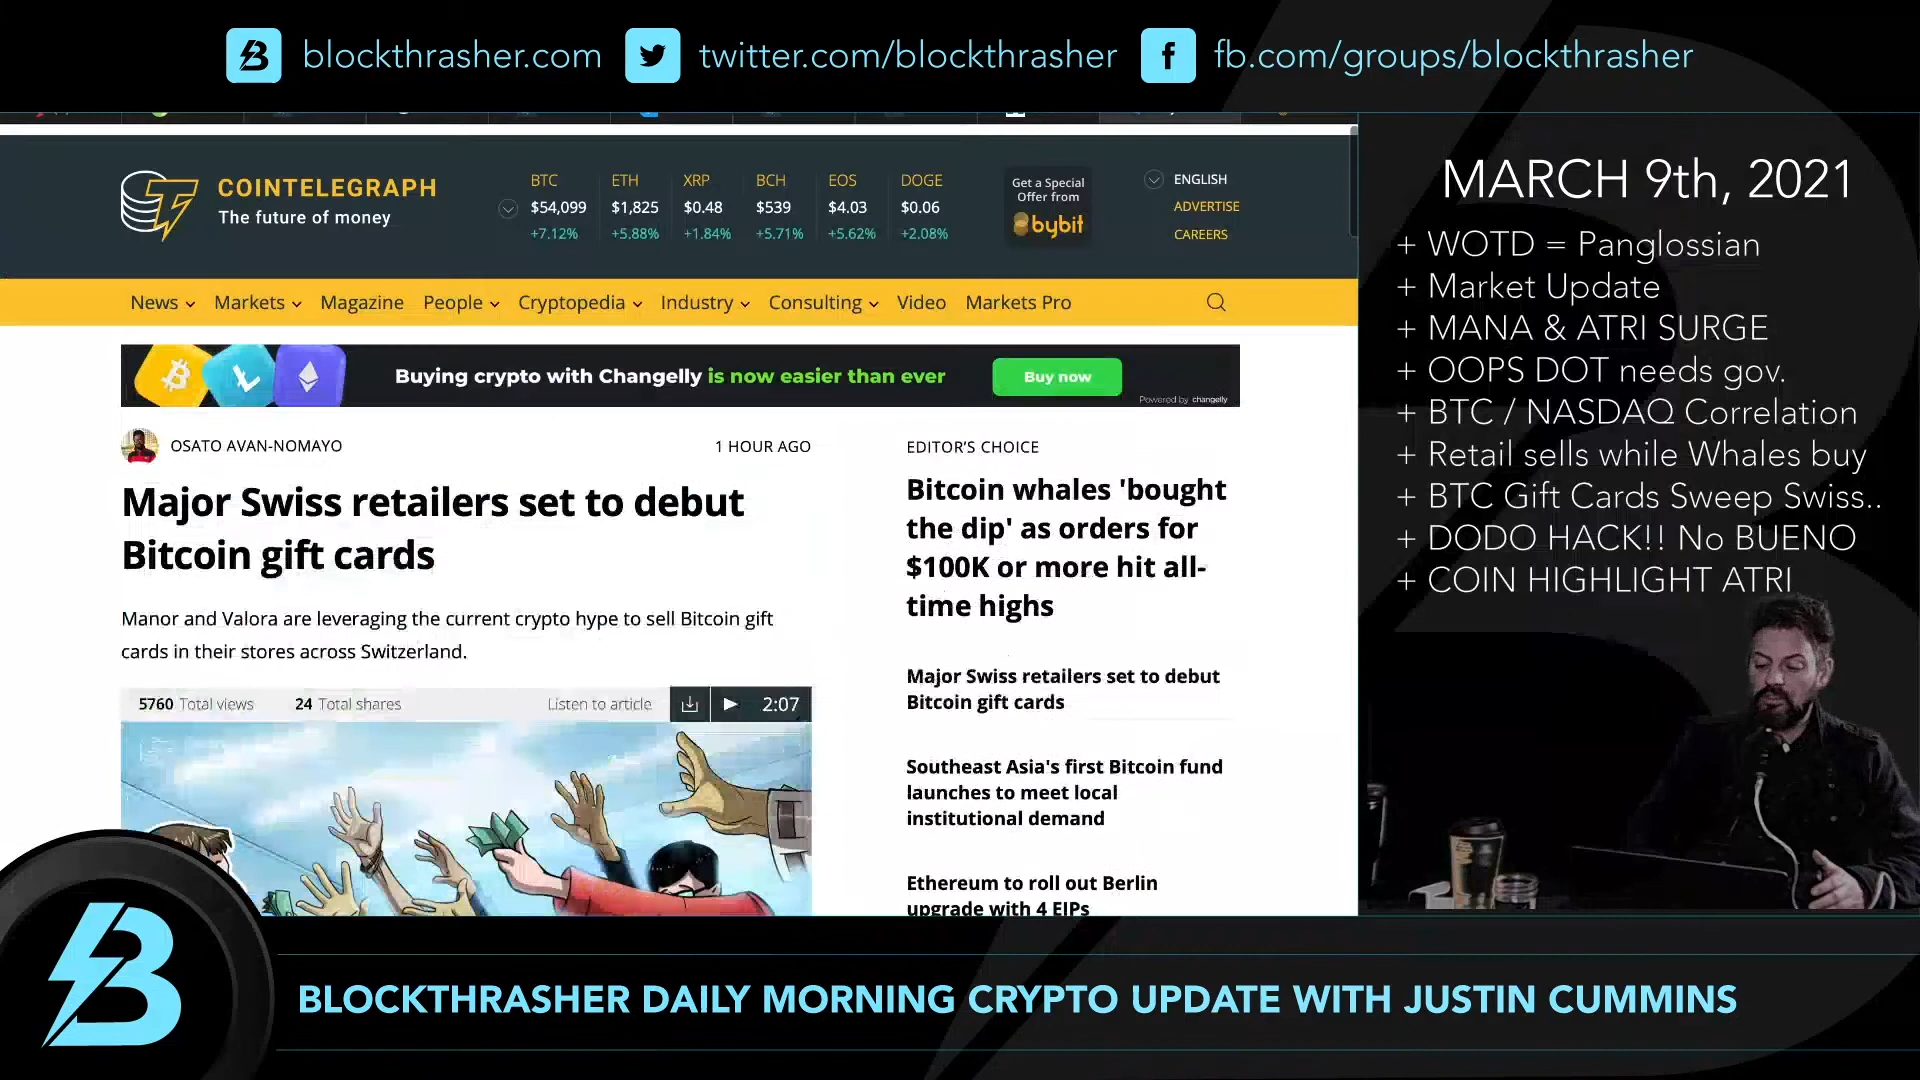 blockthrasher.com twitter.com/blockthrasher fb.com/groups/blockthrasher
COINTELEGRAPH
The future of money
BTC ETH XRP BCH EOS DOGE
$54,099 $1,825 $0.48 $539 $4.03 $0.06
+7.12% +5.88% +1.84% +5.71% +5.62% +2.08%
Get a Special
Offer from
bybit
ENGLISH
ADVERTISE
CAREERS
News Markets Magazine People Cryptopedia Industry Consulting Video Markets Pro
Buying crypto with Changelly is now easier than ever
Buy now
Powered by changelly
OSATO AVAN-NOMAYO 1 HOUR AGO
Major Swiss retailers set to debut
Bitcoin gift cards
Manor and Valora are leveraging the current crypto hype to sell Bitcoin gift
cards in their stores across Switzerland.
5760 Total views 24 Total shares Listen to article 2:07
EDITOR'S CHOICE
Bitcoin whales 'bought
the dip' as orders for
$100K or more hit all-
time highs
Major Swiss retailers set to debut
Bitcoin gift cards
Southeast Asia's first Bitcoin fund
launches to meet local
institutional demand
Ethereum to roll out Berlin
upgrade with 4 EIPs
MARCH 9th, 2021
+ WOTD = Panglossian
+ Market Update
+ MANA & ATRI SURGE
+ OOPS DOT needs gov.
+ BTC / NASDAQ Correlation
+ Retail sells while Whales buy
+ BTC Gift Cards Sweep Swiss..
+ DODO HACK!! No BUENO
+ COIN HIGHLIGHT ATRI
B
BLOCKTHRASHER DAILY MORNING CRYPTO UPDATE WITH JUSTIN CUMMINS